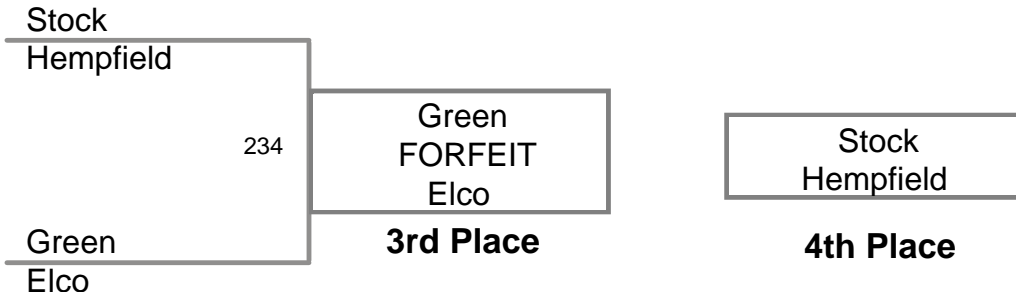 Stock
Hempfield
234
Green
FORFEIT
Elco
3rd Place
Green
Elco
Stock
Hempfield
4th Place